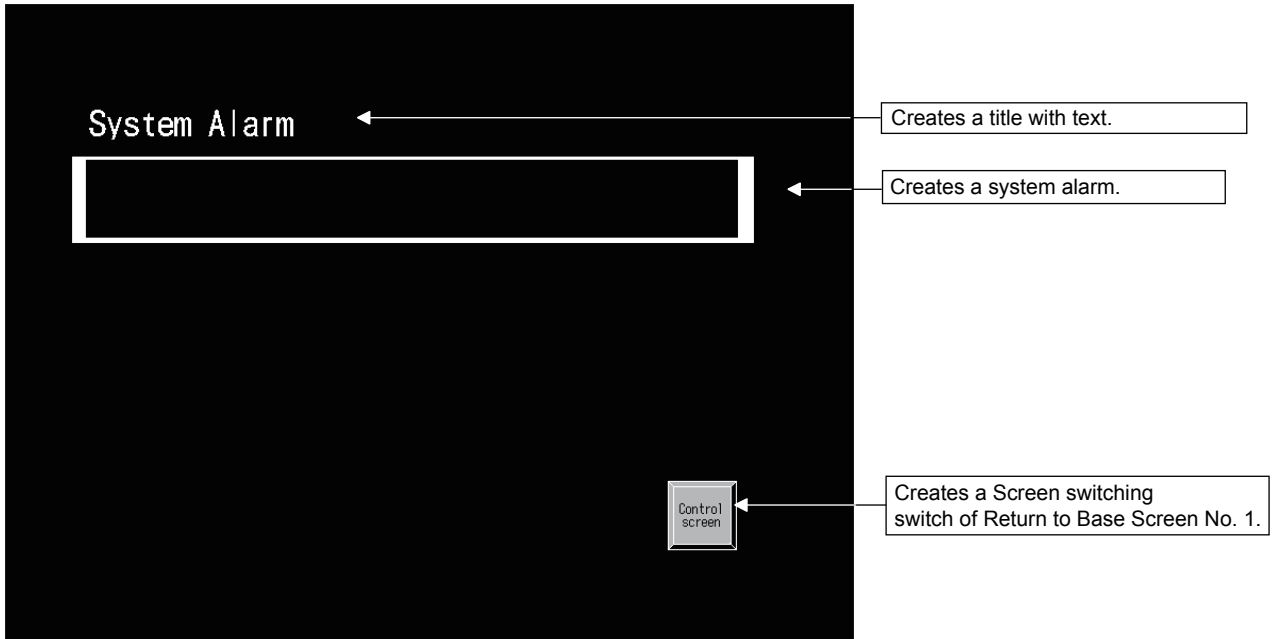 System Alarm
Creates a title with text.
Creates a system alarm.
Control
screen
Creates a Screen switching
switch of Return to Base Screen No. 1.